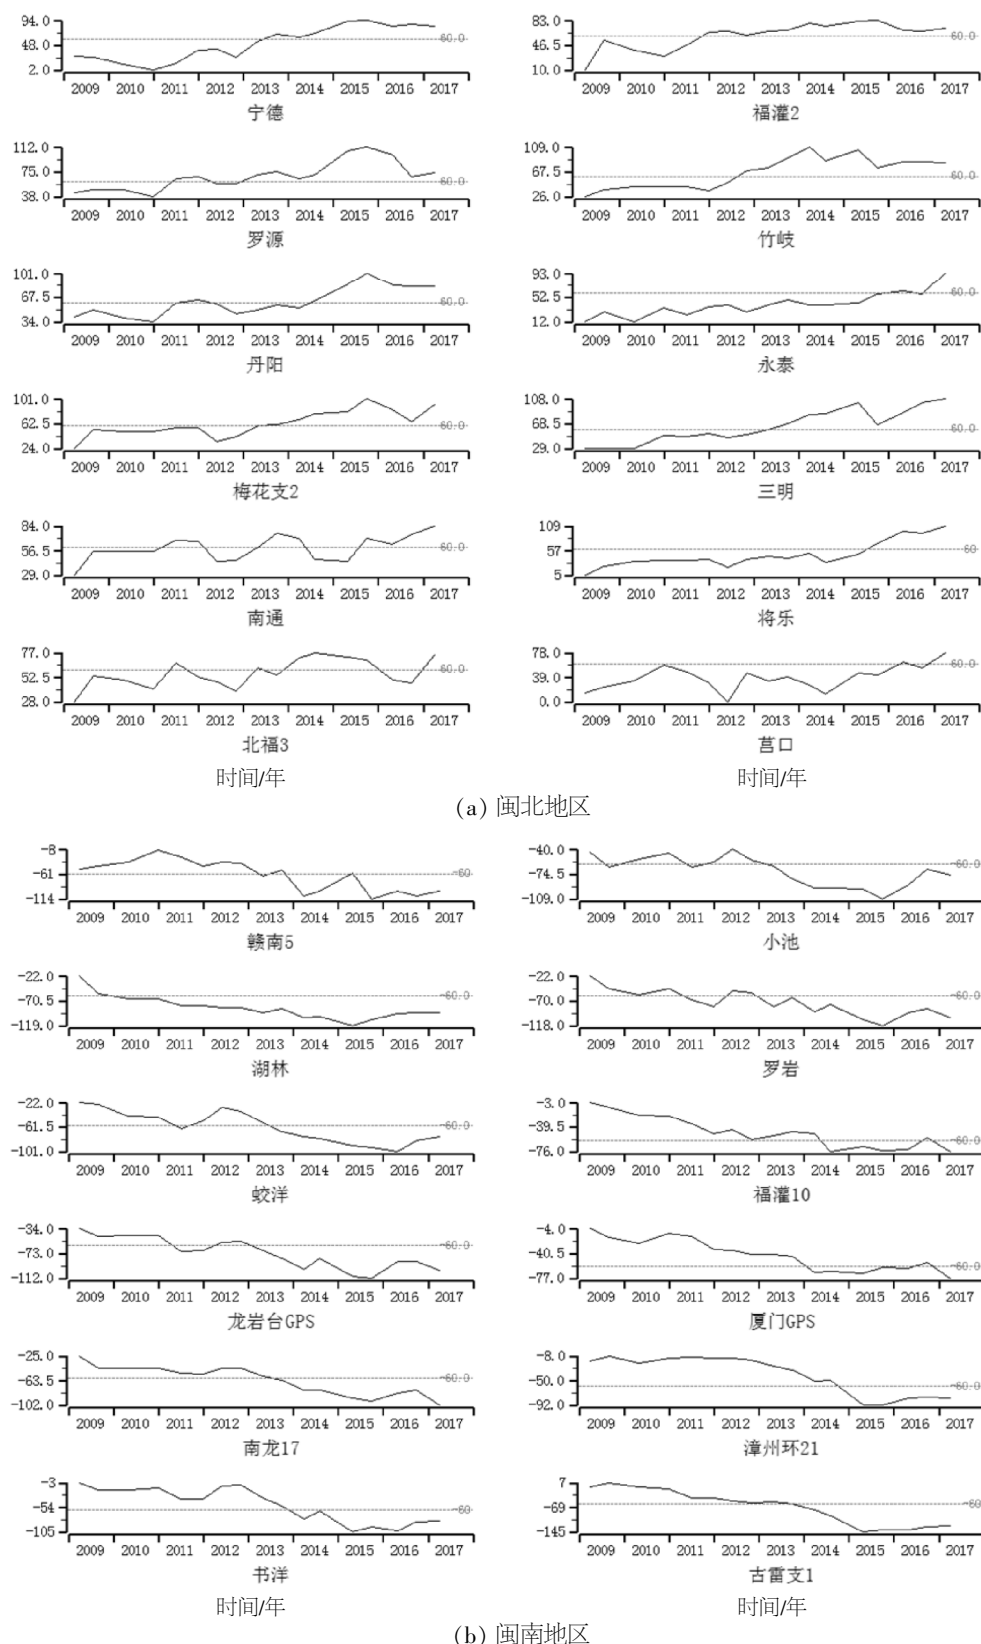 94.0 83.0
48.0 60.0 46.5 60.0
2.0 10.0
2009 2010 2011 2012 2013 2014 2015 2016 2017 2009 2010 2011 2012 2013 2014 2015 2016 2017
宁德 福灌2
112.0 109.0
75.0 60.0 67.5 60.0
38.0 26.0
2009 2010 2011 2012 2013 2014 2015 2016 2017 2009 2010 2011 2012 2013 2014 2015 2016 2017
罗源 竹岐
101.0 93.0
67.5 60.0 52.5 60.0
34.0 12.0
2009 2010 2011 2012 2013 2014 2015 2016 2017 2009 2010 2011 2012 2013 2014 2015 2016 2017
丹阳 永泰
101.0 108.0
62.5 60.0 68.5 60.0
24.0 29.0
2009 2010 2011 2012 2013 2014 2015 2016 2017 2009 2010 2011 2012 2013 2014 2015 2016 2017
梅花支2 三明
84.0 109
56.5 60.0 57 60
29.0 5
2009 2010 2011 2012 2013 2014 2015 2016 2017 2009 2010 2011 2012 2013 2014 2015 2016 2017
南通 将乐
77.0 78.0
52.5 60.0 39.0 60.0
28.0 0.0
2009 2010 2011 2012 2013 2014 2015 2016 2017 2009 2010 2011 2012 2013 2014 2015 2016 2017
北福3 莒口
时间/年 时间/年
(a) 闽北地区
-8 -40.0
-61 -60 -74.5 -60.0
-114 -109.0
2009 2010 2011 2012 2013 2014 2015 2016 2017 2009 2010 2011 2012 2013 2014 2015 2016 2017
赣南5 小池
-22.0 -22.0
-70.5 -60.0 -70.0 -60.0
-119.0 -118.0
2009 2010 2011 2012 2013 2014 2015 2016 2017 2009 2010 2011 2012 2013 2014 2015 2016 2017
湖林 罗岩
-22.0 -3.0
-61.5 -60.0 -39.5 -60.0
-101.0 -76.0
2009 2010 2011 2012 2013 2014 2015 2016 2017 2009 2010 2011 2012 2013 2014 2015 2016 2017
蛟洋 福灌10
-34.0 -4.0
-73.0 -60.0 -40.5 -60.0
-112.0 -77.0
2009 2010 2011 2012 2013 2014 2015 2016 2017 2009 2010 2011 2012 2013 2014 2015 2016 2017
龙岩台GPS 厦门GPS
-25.0 -8.0
-63.5 -60.0 -50.0 -60.0
-102.0 -92.0
2009 2010 2011 2012 2013 2014 2015 2016 2017 2009 2010 2011 2012 2013 2014 2015 2016 2017
南龙17 漳州环21
-3 7
-54 -60 -69 -60
-105 -145
2009 2010 2011 2012 2013 2014 2015 2016 2017 2009 2010 2011 2012 2013 2014 2015 2016 2017
书洋 古雷支1
时间/年 时间/年
(b) 闽南地区